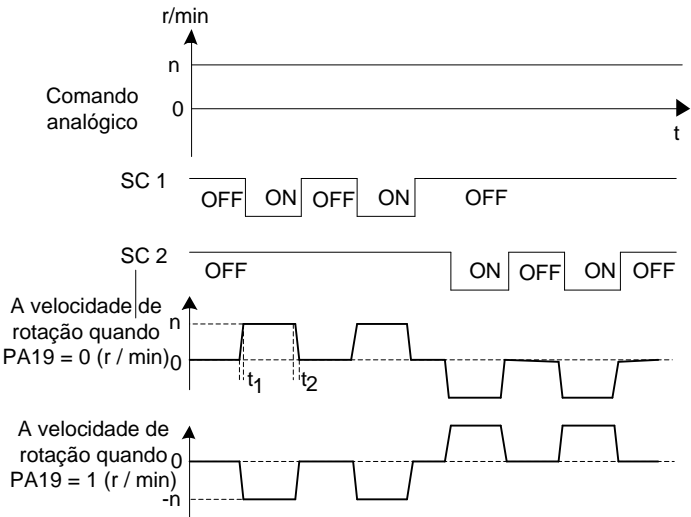 r/min
n
Comando
analógico
0
t
SC 1
OFF ON OFF ON OFF
SC 2
OFF ON OFF ON OFF
A velocidade de
rotação quando
PA19 = 0 (r / min)
n
0
t1 t2
A velocidade de
rotação quando
PA19 = 1 (r / min)
0
-n